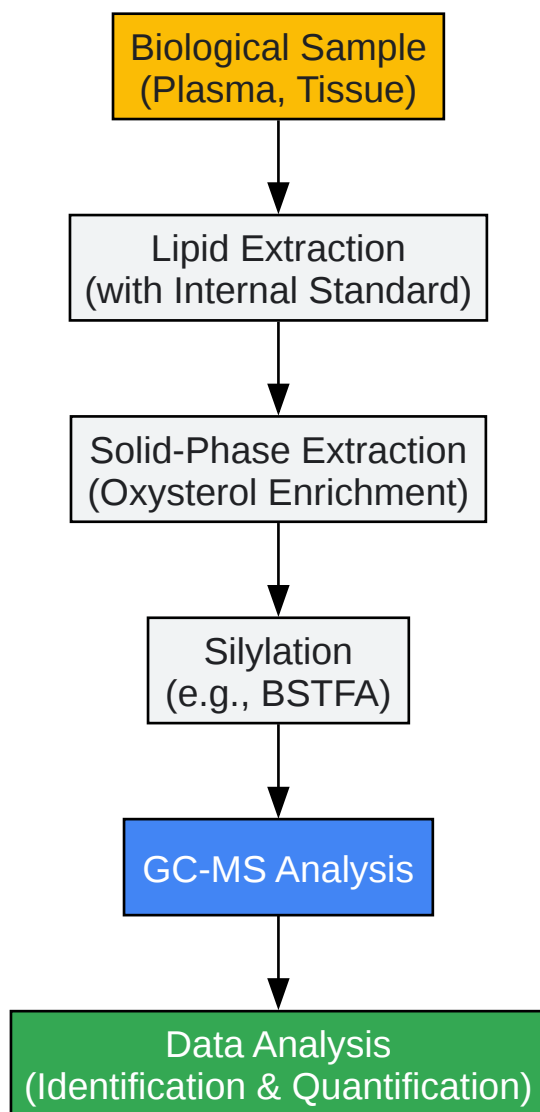 Biological Sample
(Plasma, Tissue)
Lipid Extraction
(with Internal Standard)
Solid-Phase Extraction
(Oxysterol Enrichment)
Silylation
(e.g., BSTFA)
GC-MS Analysis
Data Analysis
(Identification & Quantification)